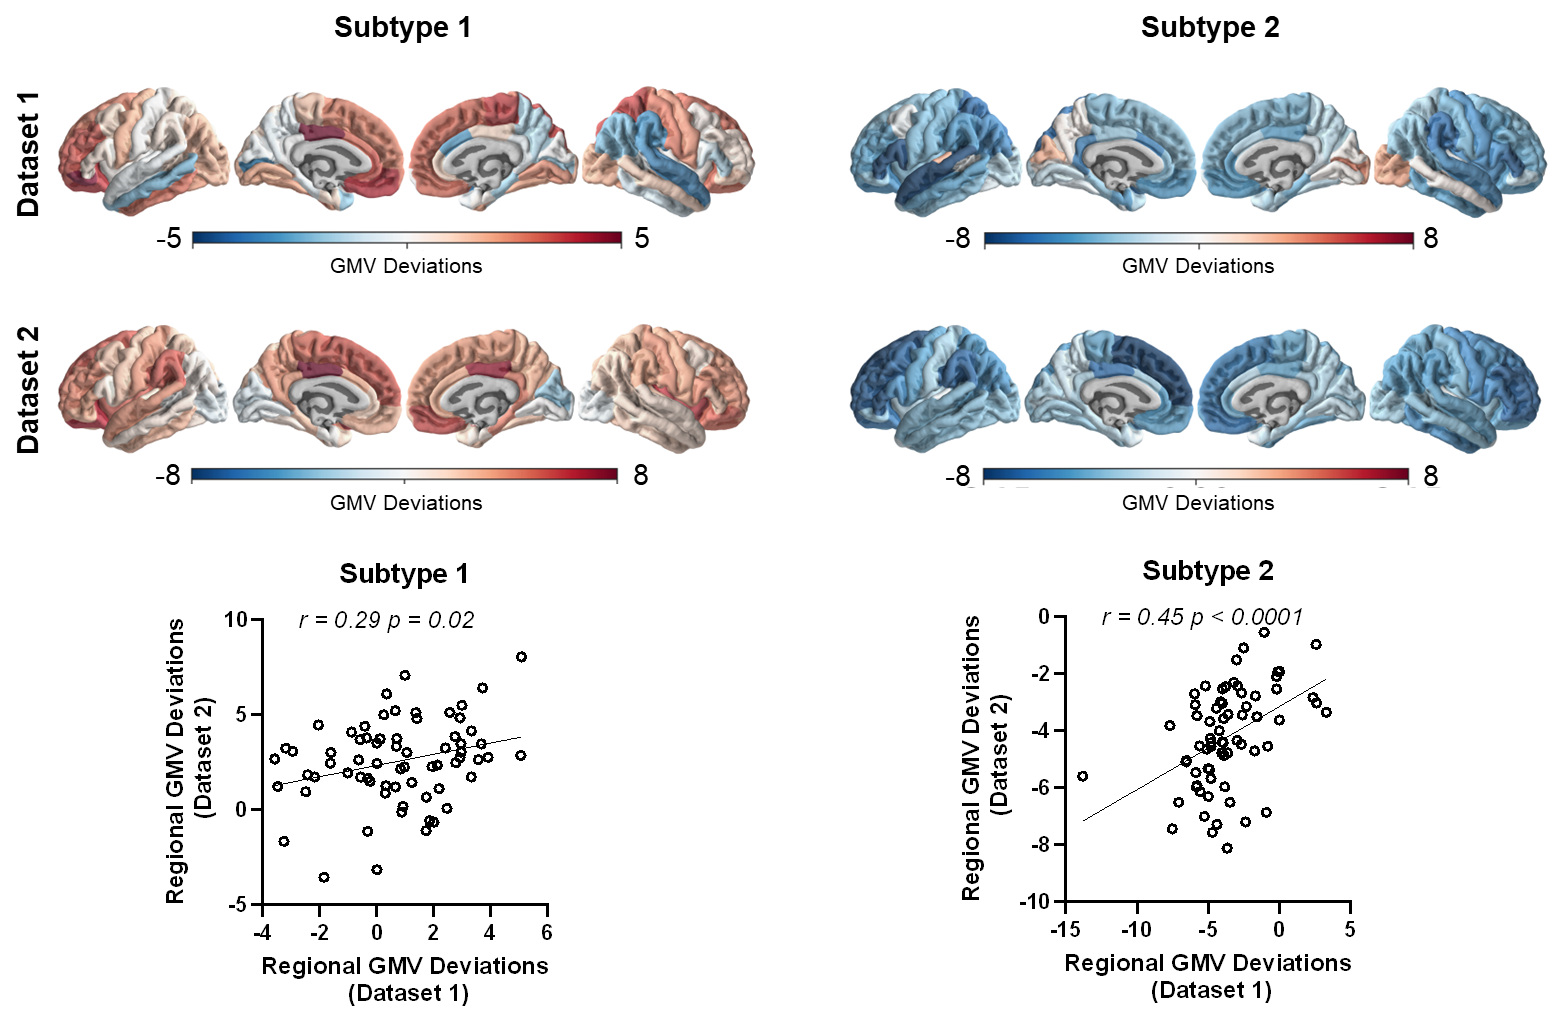 Subtype 1
Subtype 2
Dataset 1
-5
5
GMV Deviations
-8
8
GMV Deviations
Dataset 2
-8
8
GMV Deviations
-8
8
GMV Deviations
Subtype 1
r = 0.29 p = 0.02
Regional GMV Deviations
(Dataset 2)
10
5
0
-5
-4
-2
0
2
4
6
Regional GMV Deviations
(Dataset 1)
Subtype 2
r = 0.45 p < 0.0001
Regional GMV Deviations
(Dataset 2)
0
-2
-4
-6
-8
-10
-15
-10
-5
0
5
Regional GMV Deviations
(Dataset 1)